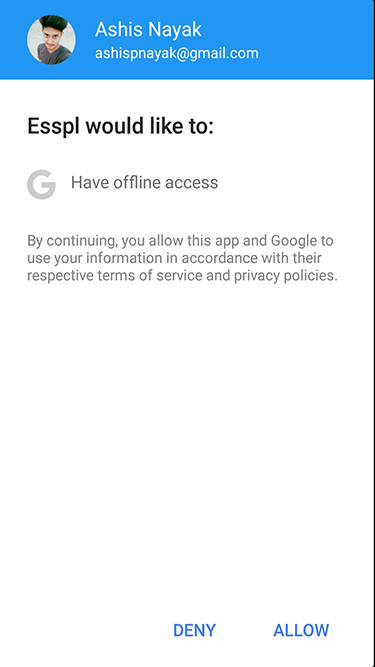 Ashis Nayak
ashispnayak@gmail.com
Esspl would like to:
Have offline access
By continuing, you allow this app and Google to
use your information in accordance with their
respective terms of service and privacy policies.
DENY ALLOW